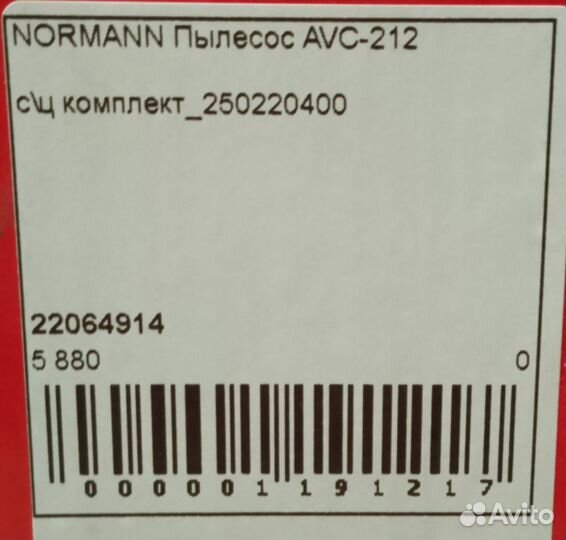 NORMANN Пылесос AVC-212
с\ц комплект_250220400
22064914
5 880 0
000001191217
Avito